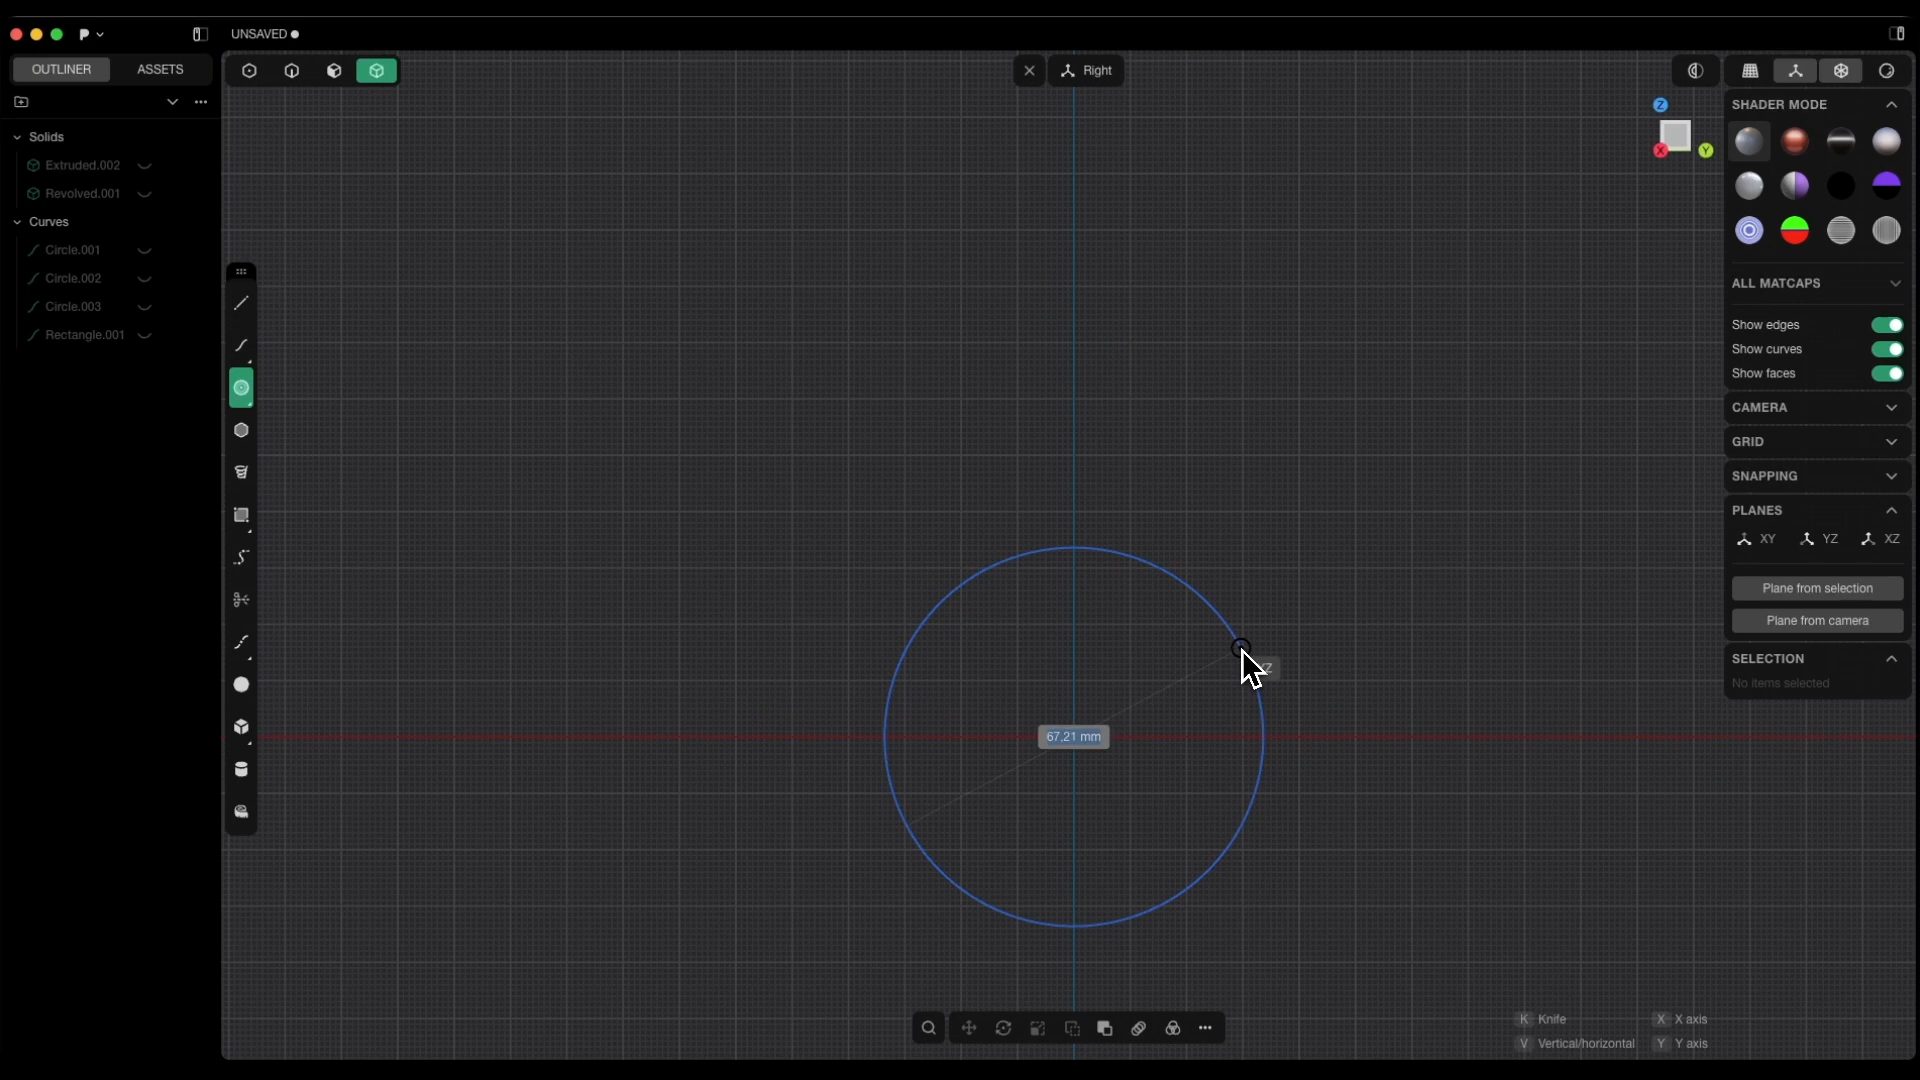 UNSAVED
OUTLINER
ASSETS
Right
Solids
Extruded.002
Revolved.001
Curves
Circle.001
Circle.002
Circle.003
Rectangle.001
Z
X
Y
SHADER MODE
ALL MATCAPS
Show edges
Show curves
Show faces
CAMERA
GRID
SNAPPING
PLANES
XY
YZ
XZ
Plane from selection
Plane from camera
SELECTION
No items selected
67,21 mm
K Knife
X X axis
V Vertical/horizontal
Y Y axis